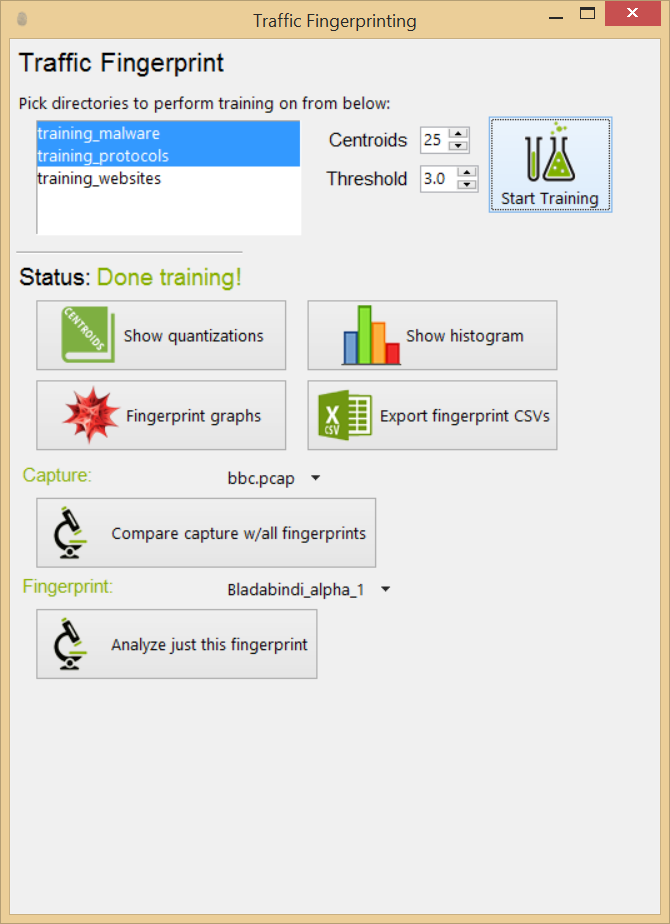 Traffic Fingerprinting
Traffic Fingerprint
Pick directories to perform training on from below:
training_malware
training_protocols
training_websites
Centroids 25
Threshold 3.0
Start Training
Status: Done training!
CENTROIDS
Show quantizations
Show histogram
Fingerprint graphs
X
CSV
Export fingerprint CSVs
Capture: bbc.pcap
Compare capture w/all fingerprints
Fingerprint: Bladabindi_alpha_1
Analyze just this fingerprint